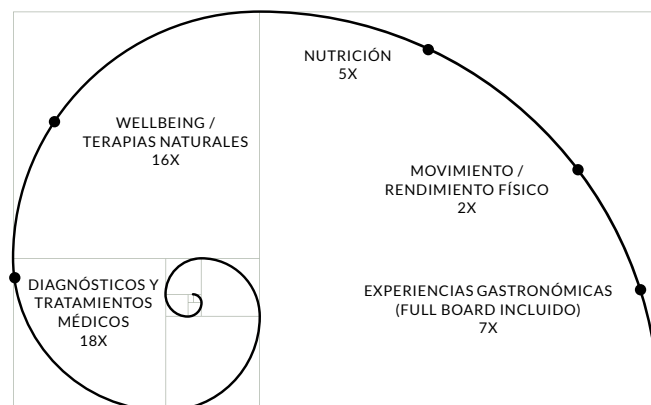 NUTRICIÓN
5X
WELLBEING /
TERAPIAS NATURALES
16X
MOVIMIENTO /
RENDIMIENTO FÍSICO
2X
DIAGNÓSTICOS Y
TRATAMIENTOS
MÉDICOS
18X
EXPERIENCIAS GASTRONÓMICAS
(FULL BOARD INCLUIDO)
7X